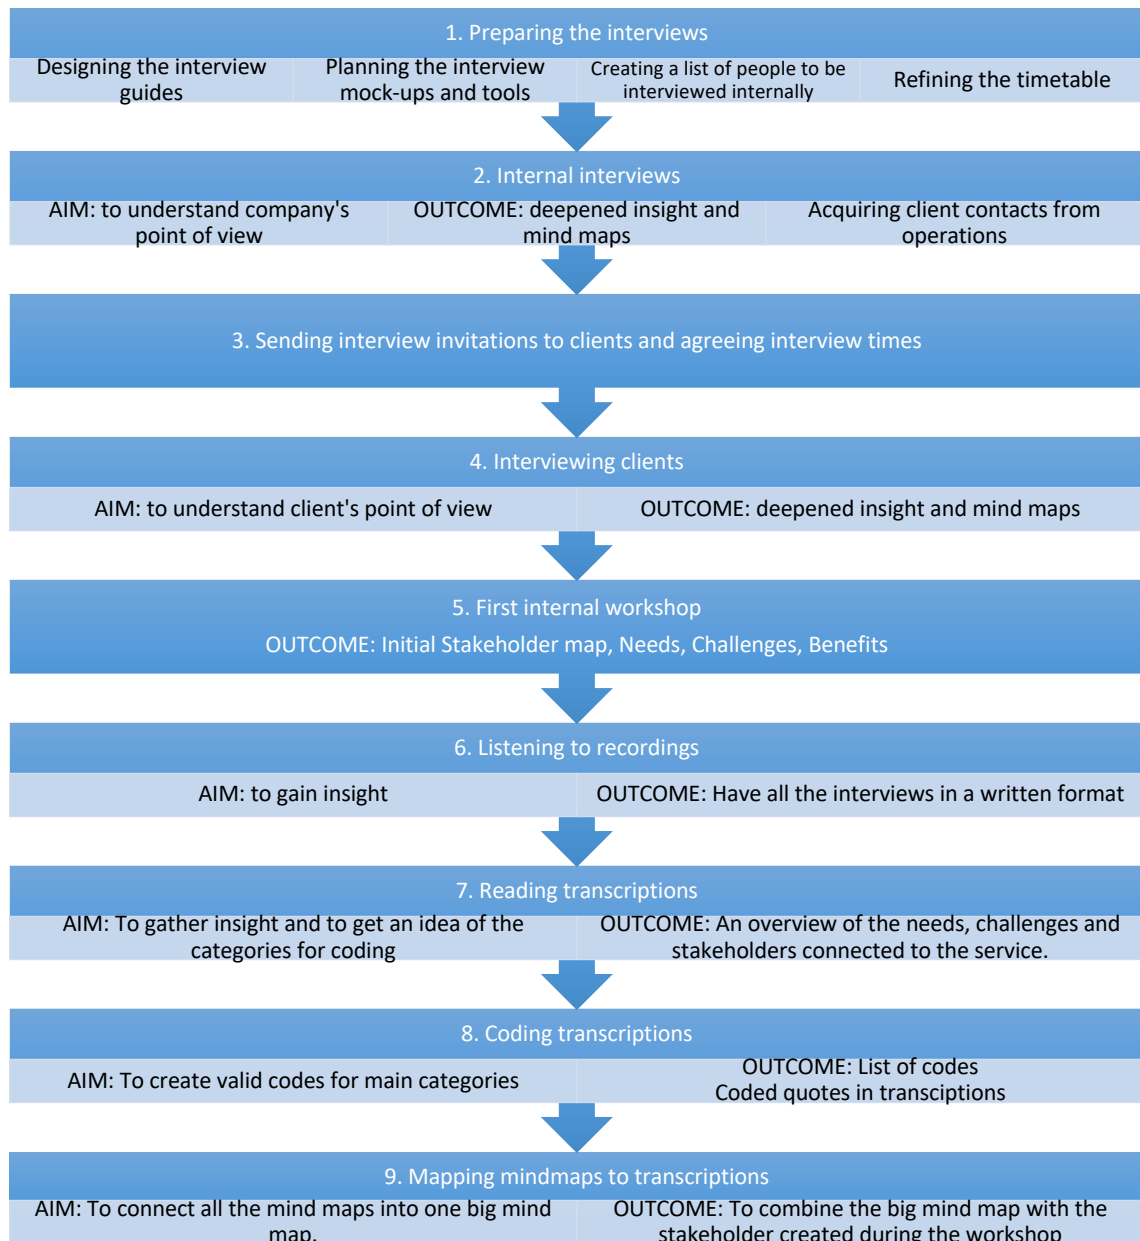 1. Preparing the interviews
Designing the interview
guides
Planning the interview
mock-ups and tools
Creating a list of people to be
interviewed internally
Refining the timetable
2. Internal interviews
AIM: to understand company's
point of view
OUTCOME: deepened insight and
mind maps
Acquiring client contacts from
operations
3. Sending interview invitations to clients and agreeing interview times
4. Interviewing clients
AIM: to understand client's point of view
OUTCOME: deepened insight and mind maps
5. First internal workshop
OUTCOME: Initial Stakeholder map, Needs, Challenges, Benefits
6. Listening to recordings
AIM: to gain insight
OUTCOME: Have all the interviews in a written format
7. Reading transcriptions
AIM: To gather insight and to get an idea of the
categories for coding
OUTCOME: An overview of the needs, challenges and
stakeholders connected to the service.
8. Coding transcriptions
AIM: To create valid codes for main categories
OUTCOME: List of codes
Coded quotes in transciptions
9. Mapping mindmaps to transcriptions
AIM: To connect all the mind maps into one big mind
map.
OUTCOME: To combine the big mind map with the
stakeholder created during the workshop